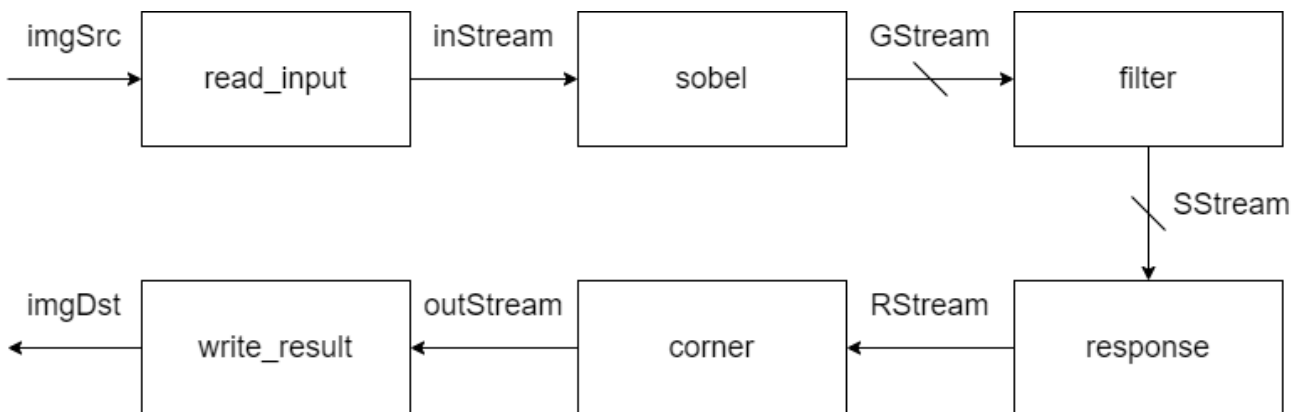 imgSrc
read_input
inStream
sobel
GStream
filter
SStream
imgDst
write_result
outStream
corner
RStream
response